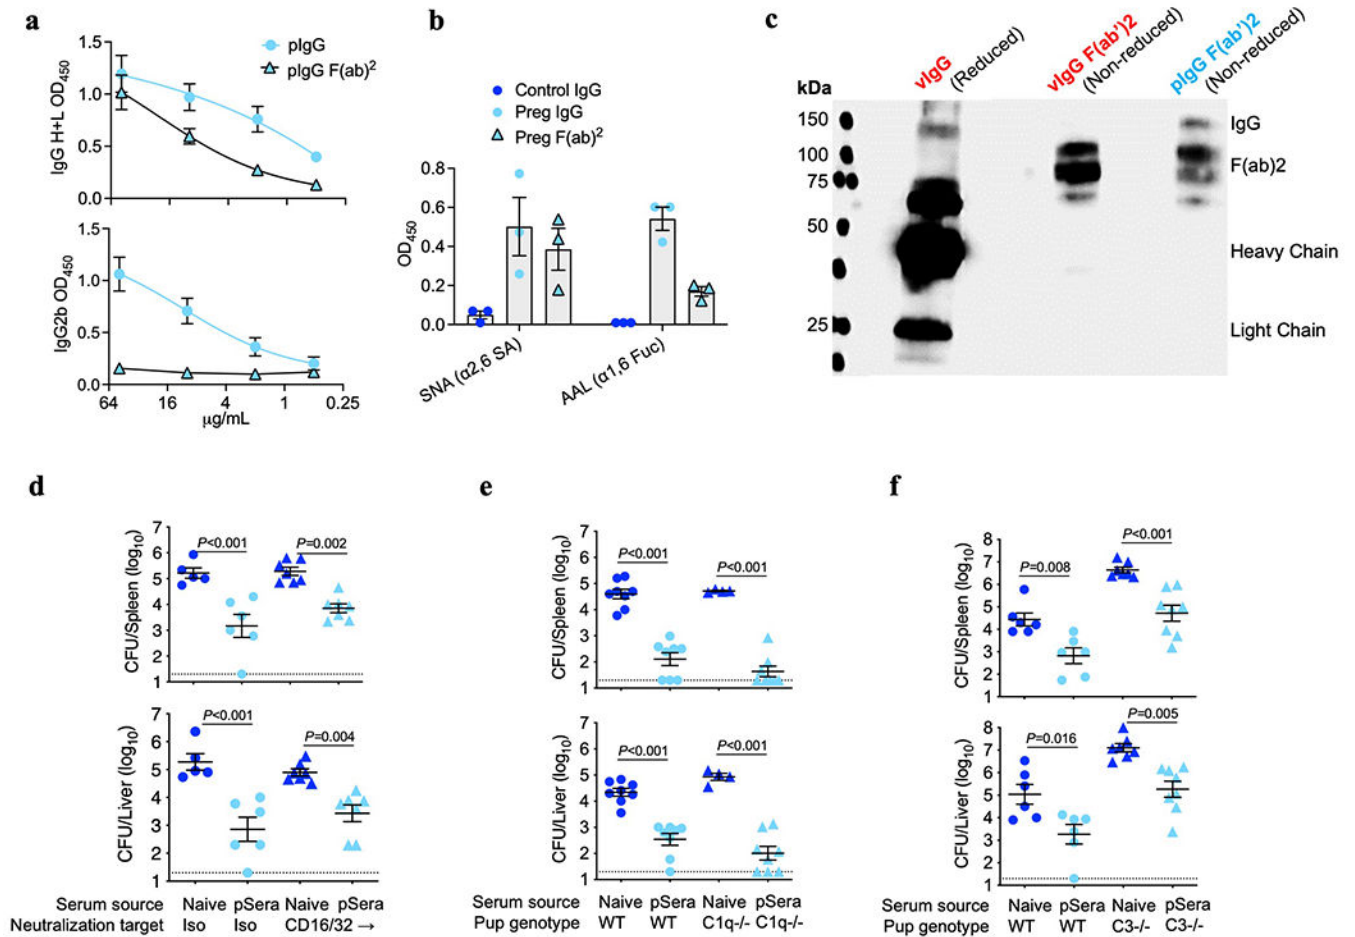 a
1.5
1.0
0.5
0.0
IgG H+L OD450
pIgG
pIgG F(ab)2
1.5
1.0
0.5
0.0
IgG2b OD450
64 16 4 1 0.25
µg/mL
b
Control IgG
Preg IgG
Preg F(ab)2
0.8
0.6
0.4
0.2
0.0
OD450
SNA (α2,6 SA)
AAL (α1,6 Fuc)
c
vIgG
(Reduced)
vIgG F(ab')2
(Non-reduced)
pIgG F(ab')2
(Non-reduced)
kDa
150
100
75
50
25
IgG
F(ab)2
Heavy Chain
Light Chain
d
7
6
5
4
3
2
1
CFU/Spleen (log10)
P<0.001
P=0.002
7
6
5
4
3
2
1
CFU/Liver (log10)
P<0.001
P=0.004
Serum source Naive pSera Naive pSera
Neutralization target Iso Iso CD16/32 →
e
7
6
5
4
3
2
1
CFU/Spleen (log10)
P<0.001
P<0.001
7
6
5
4
3
2
1
CFU/Liver (log10)
P<0.001
P<0.001
Serum source Naive pSera Naive pSera
Pup genotype WT WT C1q-/- C1q-/-
f
8
7
6
5
4
3
2
1
CFU/Spleen (log10)
P=0.008
P<0.001
8
7
6
5
4
3
2
1
CFU/Liver (log10)
P=0.016
P=0.005
Serum source Naive pSera Naive pSera
Pup genotype WT WT C3-/- C3-/-